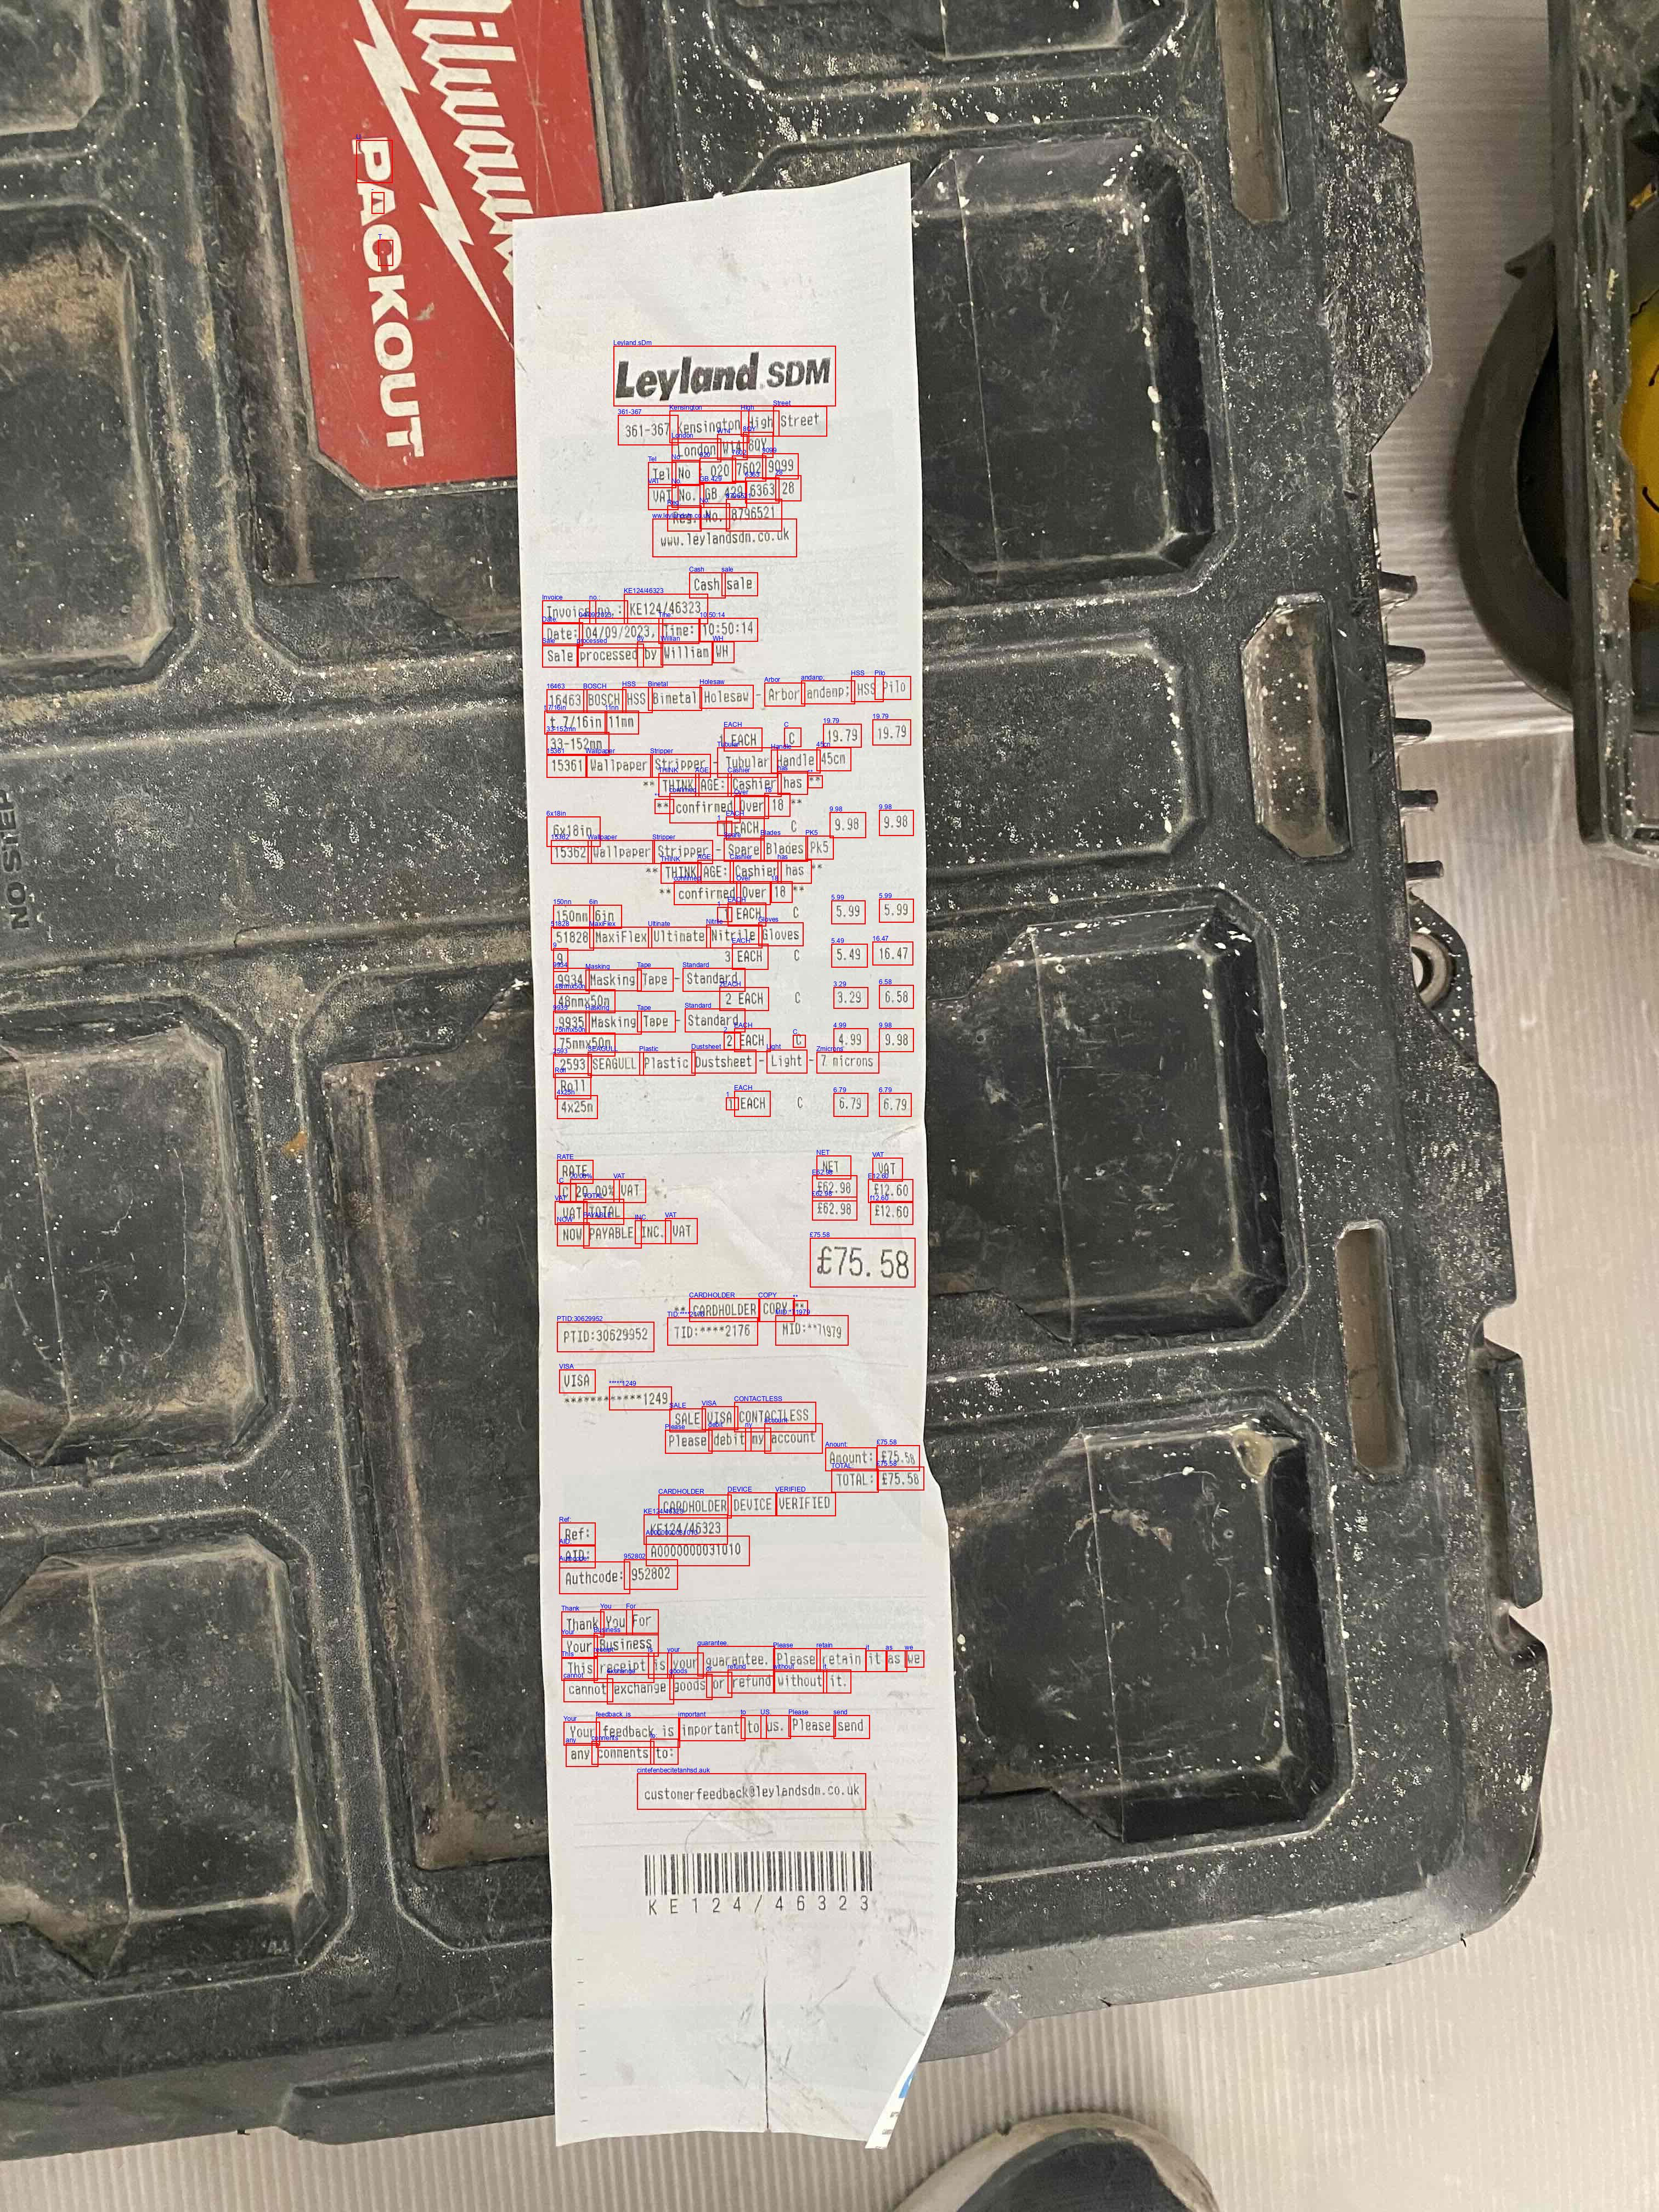 Milwau
PACKOUT
NO STEP
Leyland SDM
361-367 Kensington High Street
London W14 8QY
Tel No : 020 7602 9099
VAT No. GB 429 6363 28
Reg. No. 8796521
www.leylandsdm.co.uk
Cash sale
Invoice no.: KE124/46323
Date: 04/09/2023, Time: 10:50:14
Sale processed by William WH
16463 BOSCH HSS Bimetal Holesaw - Arbor andamp; HSS Pilo
t 7/16in 11mm
33-152mm 1 EACH C 19.79 19.79
15361 Wallpaper Stripper - Tubular Handle 45cm
** THINK AGE: Cashier has **
** confirmed Over 18 **
6x18in 1 EACH C 9.98 9.98
15362 Wallpaper Stripper - Spare Blades Pk5
** THINK AGE: Cashier has **
** confirmed Over 18 **
150mm 6in 1 EACH C 5.99 5.99
51828 MaxiFlex Ultimate Nitrile Gloves
9 3 EACH C 5.49 16.47
9934 Masking Tape - Standard
48mmx50m 2 EACH C 3.29 6.58
9935 Masking Tape - Standard
75mmx50m 2 EACH C 4.99 9.98
2593 SEAGULL Plastic Dustsheet - Light - 7 microns
Roll
4x25m 1 EACH C 6.79 6.79
RATE NET VAT
C 20.00% VAT £62.98 £12.60
VAT TOTAL £62.98 £12.60
NOW PAYABLE INC. VAT
£75.58
** CARDHOLDER COPY **
PTID:30629952 TID:****2176 MID:**71979
VISA
************1249
SALE VISA CONTACTLESS
Please debit my account
Amount: £75.58
TOTAL: £75.58
CARDHOLDER DEVICE VERIFIED
Ref: KE124/46323
AID: A0000000031010
Authcode: 952802
Thank You For
Your Business
This receipt is your guarantee. Please retain it as we
cannot exchange goods or refund without it.
Your feedback is important to us. Please send
any comments to:
customerfeedback@leylandsdm.co.uk
KE124/46323